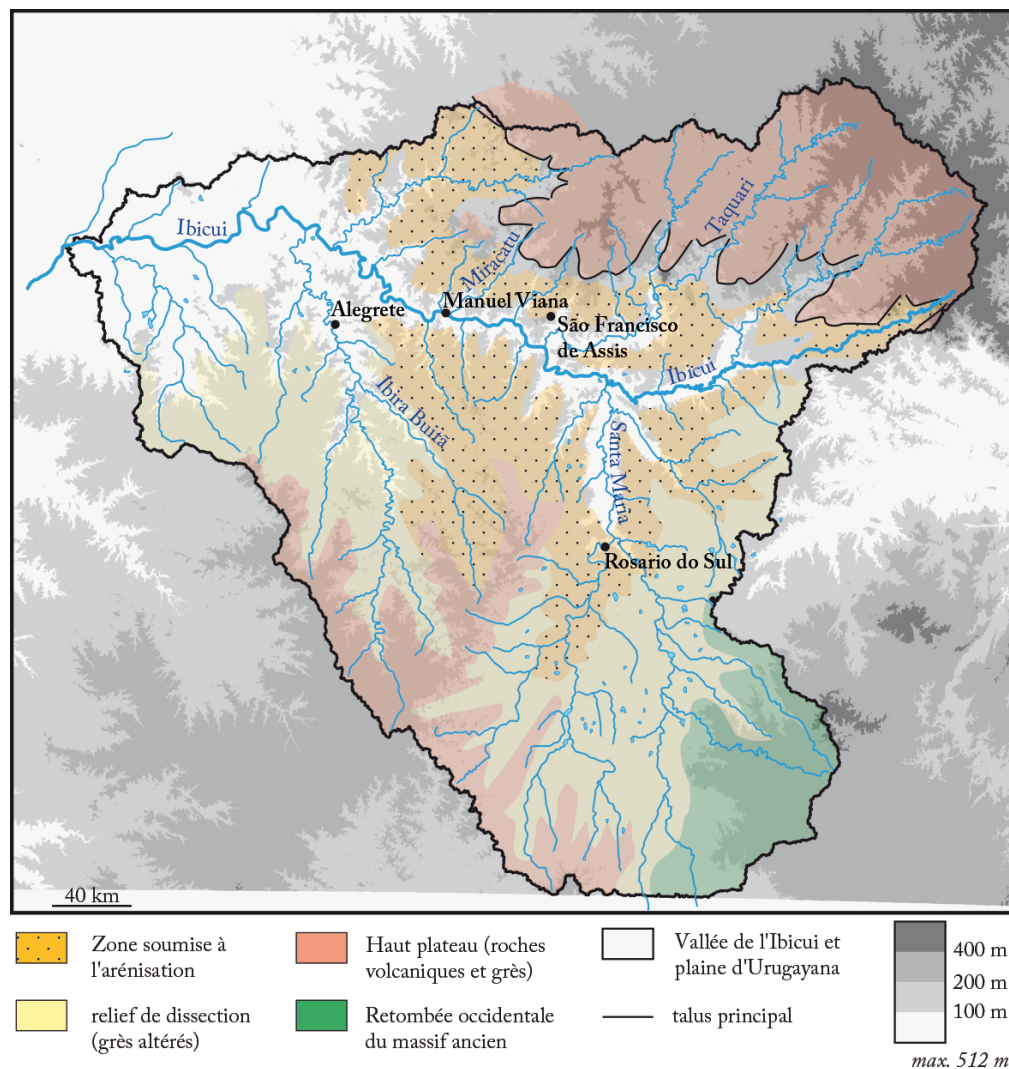 Ibicui
Taquari
Miracatu
Manuel Viana
Alegrete
São Francisco
de Assis
Ibicui
Ibira Buitã
Santa Maria
Rosario do Sul
40 km
Zone soumise à
l'arénisation
Haut plateau (roches
volcaniques et grès)
Vallée de l'Ibicui et
plaine d'Urugayana
relief de dissection
(grès altérés)
Retombée occidentale
du massif ancien
talus principal
400 m
200 m
100 m
max. 512 m